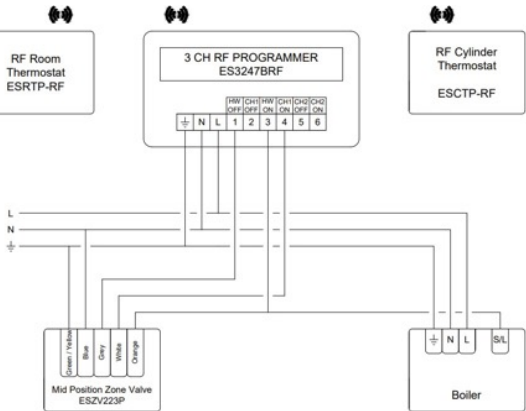 RF Room
Thermostat
ESRTP-RF
3 CH RF PROGRAMMER
ES3247BRF
RF Cylinder
Thermostat
ESCTP-RF
HW OFF CH1 OFF HW ON CH1 ON CH2 OFF CH2 ON
N L 1 2 3 4 5 6
L
N
Green / Yellow
Blue
Grey
White
Orange
Mid Position Zone Valve
ESZV223P
N L S/L
Boiler